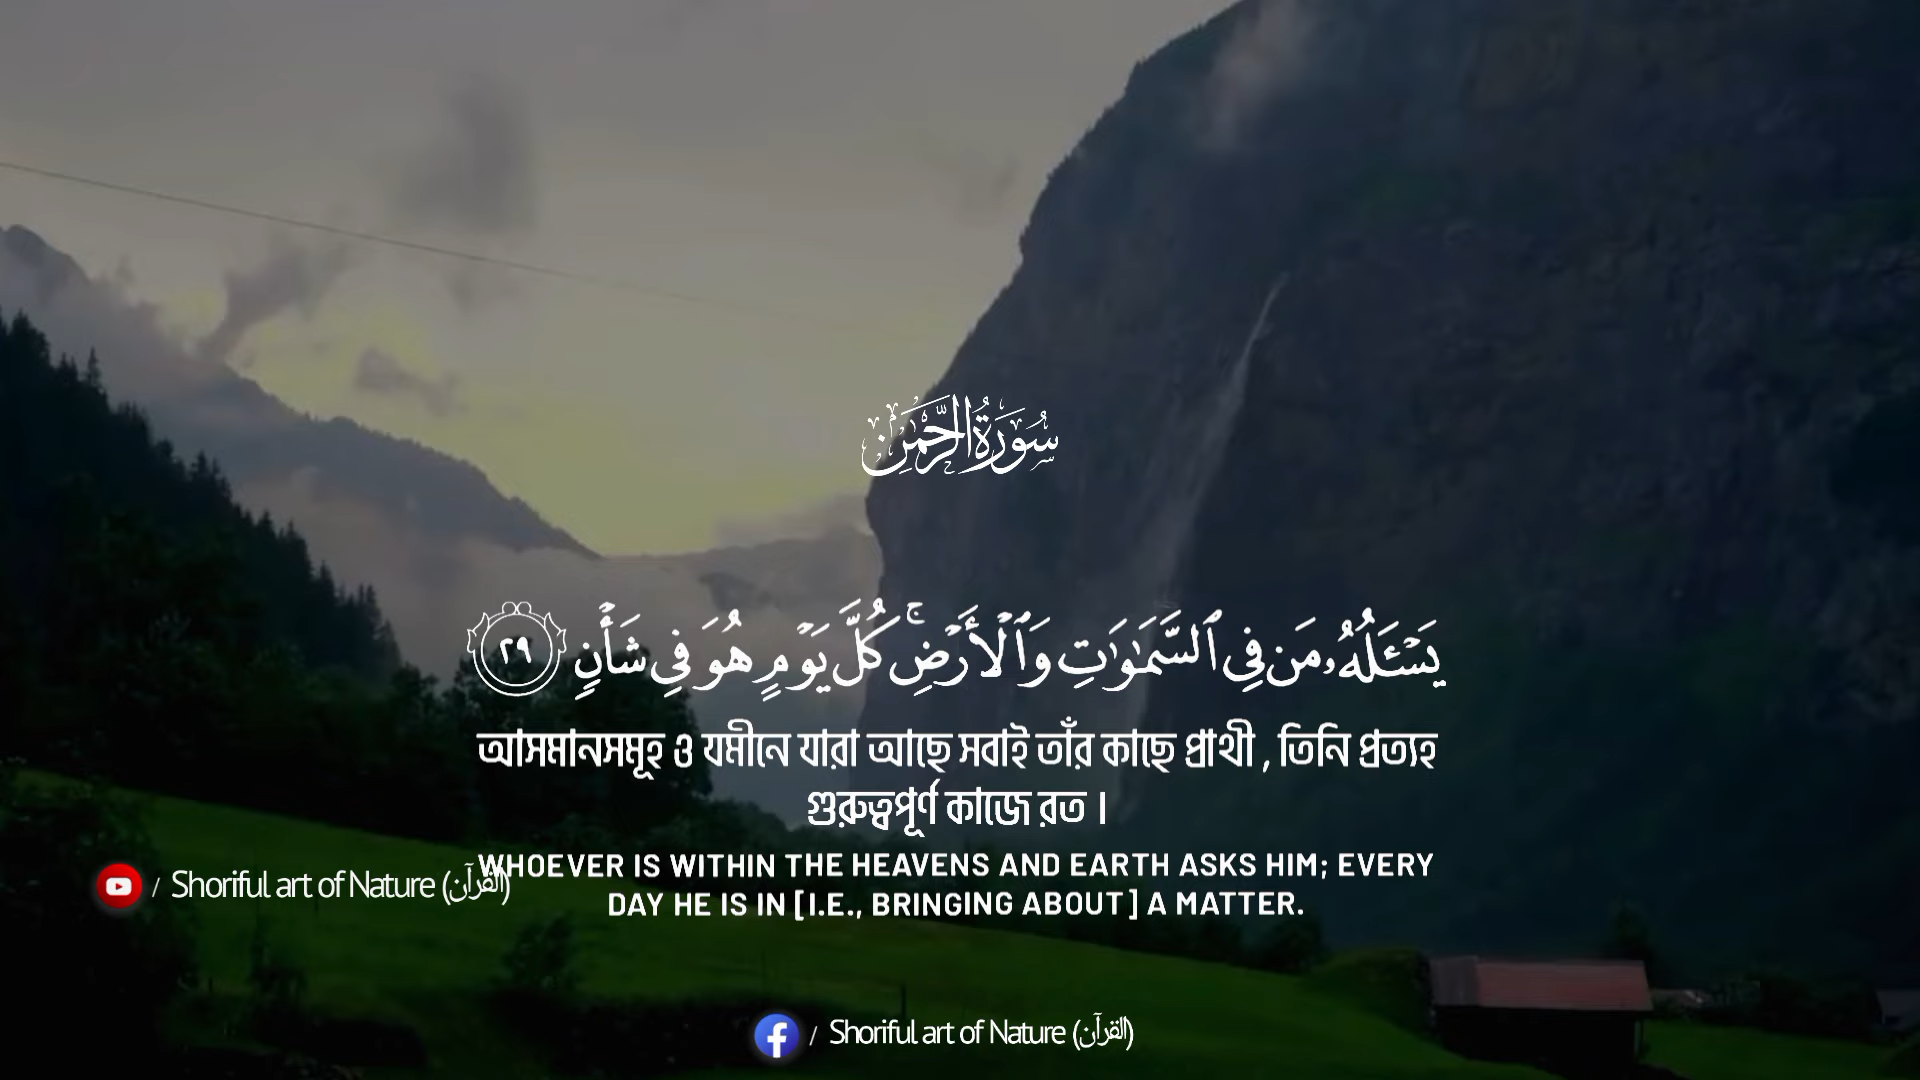 سُورَةُ الرَّحْمَٰن
يَسْـَٔلُهُۥ مَن فِى ٱلسَّمَـٰوَٰتِ وَٱلْأَرْضِ ۚ كُلَّ يَوْمٍ هُوَ فِى شَأْنٍ ٢٩
আসমানসমূহ ও যমীনে যারা আছে সবাই তাঁর কাছে প্রাথী , তিনি প্রত্যহ
গুরুত্বপূর্ণ কাজে রত ।
WHOEVER IS WITHIN THE HEAVENS AND EARTH ASKS HIM; EVERY
DAY HE IS IN [I.E., BRINGING ABOUT] A MATTER.
/ Shoriful art of Nature (القرآن)
/ Shoriful art of Nature (القرآن)